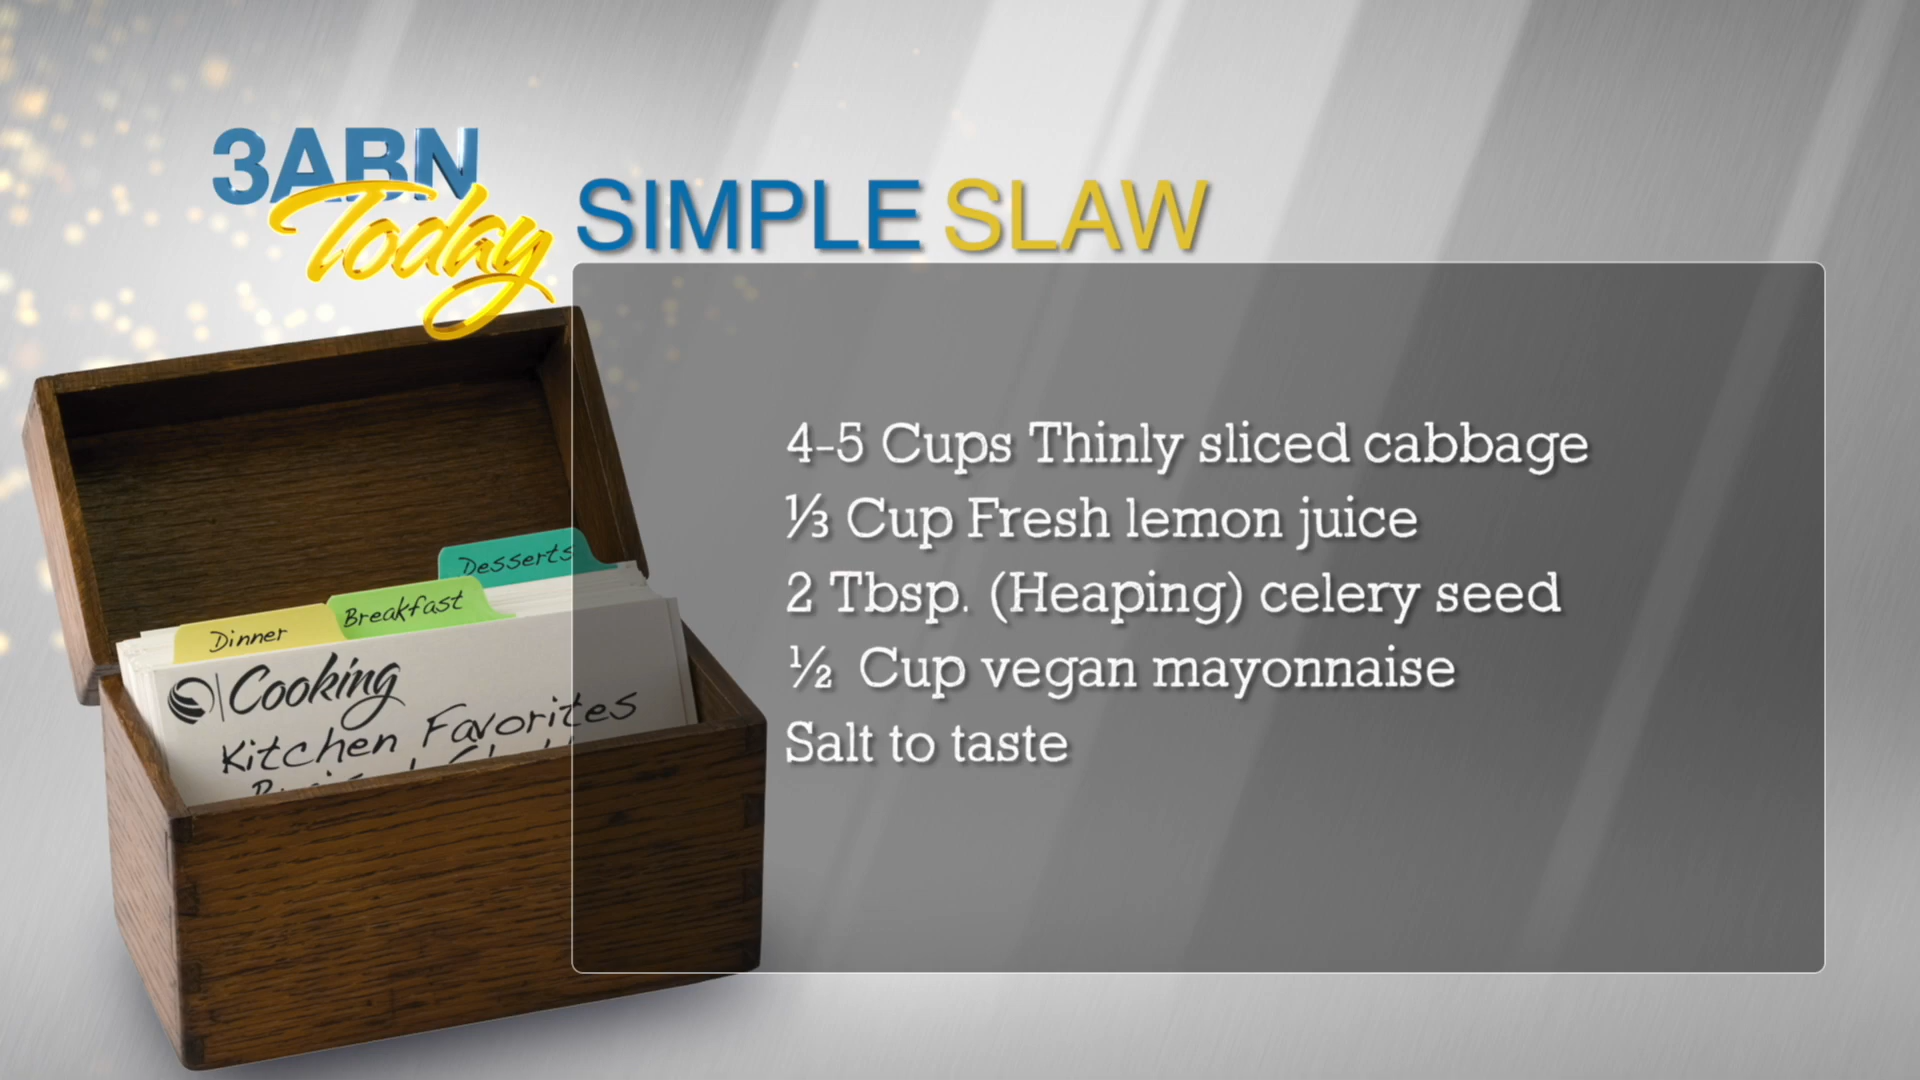 3ABN
Today
SIMPLE SLAW
4-5 Cups Thinly sliced cabbage
⅓ Cup Fresh lemon juice
2 Tbsp. (Heaping) celery seed
½ Cup vegan mayonnaise
Salt to taste
Desserts
Breakfast
Dinner
Cooking
Kitchen Favorites